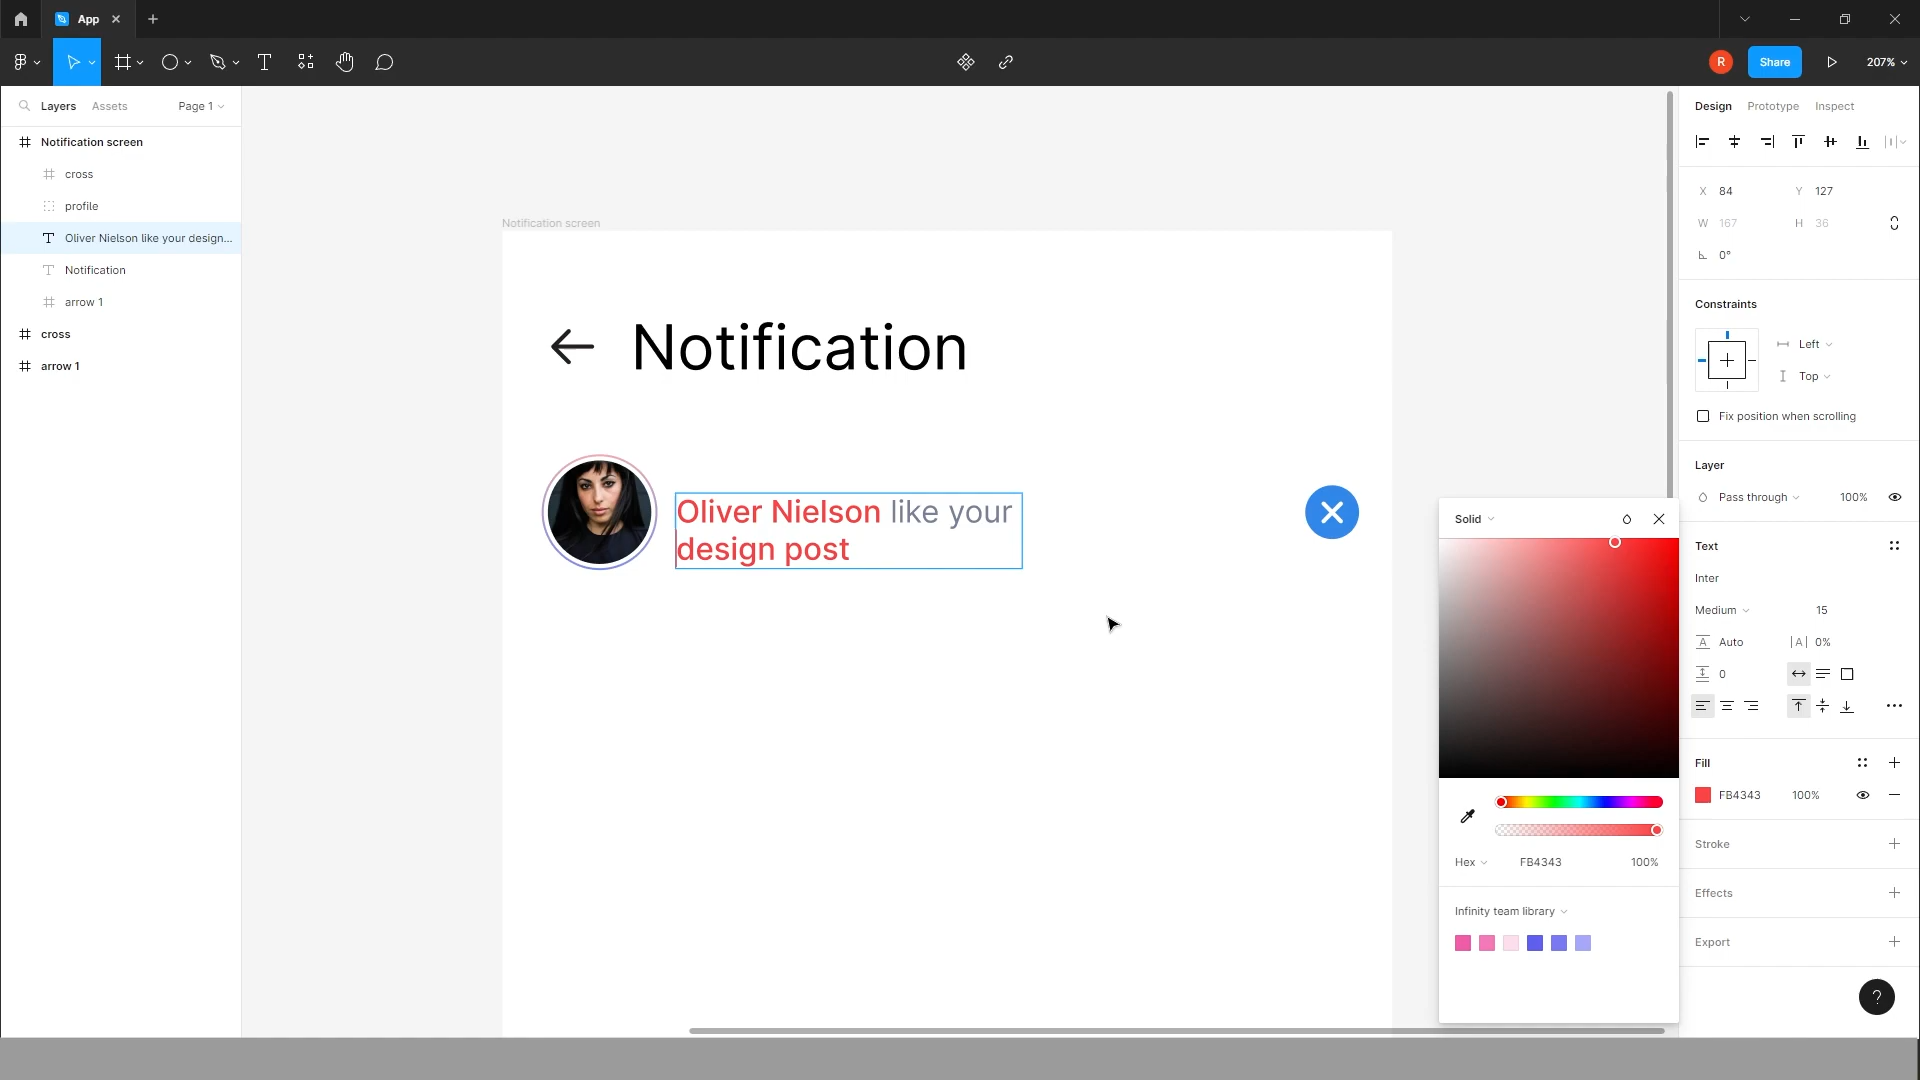 App
R
Share
207%
Layers
Assets
Page 1
Notification screen
cross
profile
Oliver Nielson like your design...
Notification
arrow 1
cross
arrow 1
Notification screen
Notification
Oliver Nielson like your
design post
Solid
Hex
FB4343
100%
Infinity team library
Design
Prototype
Inspect
X 84
Y 127
W 167
H 36
0°
Constraints
Left
Top
Fix position when scrolling
Layer
Pass through
100%
Text
Inter
Medium
15
A Auto
|A| 0%
0
Fill
FB4343
100%
Stroke
Effects
Export
?